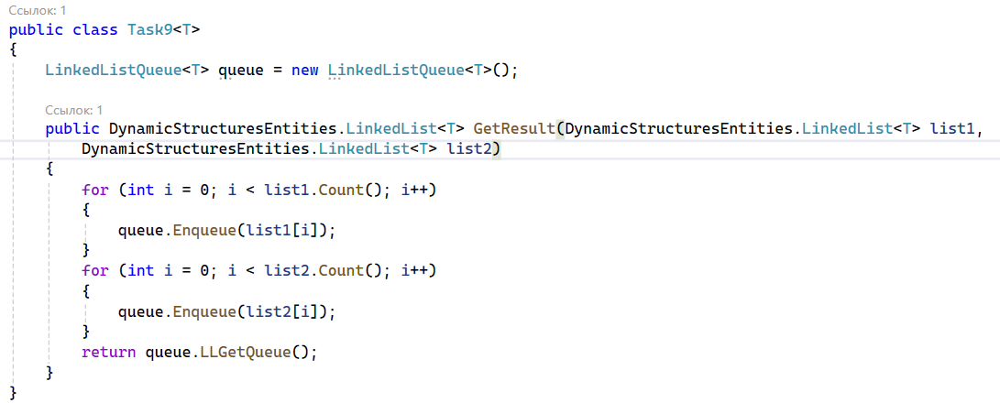 Ссылок: 1
public class Task9<T>
{
LinkedListQueue<T> queue = new LinkedListQueue<T>();
Ссылок: 1
public DynamicStructuresEntities.LinkedList<T> GetResult(DynamicStructuresEntities.LinkedList<T> list1,
DynamicStructuresEntities.LinkedList<T> list2)
{
for (int i = 0; i < list1.Count(); i++)
{
queue.Enqueue(list1[i]);
}
for (int i = 0; i < list2.Count(); i++)
{
queue.Enqueue(list2[i]);
}
return queue.LLGetQueue();
}
}